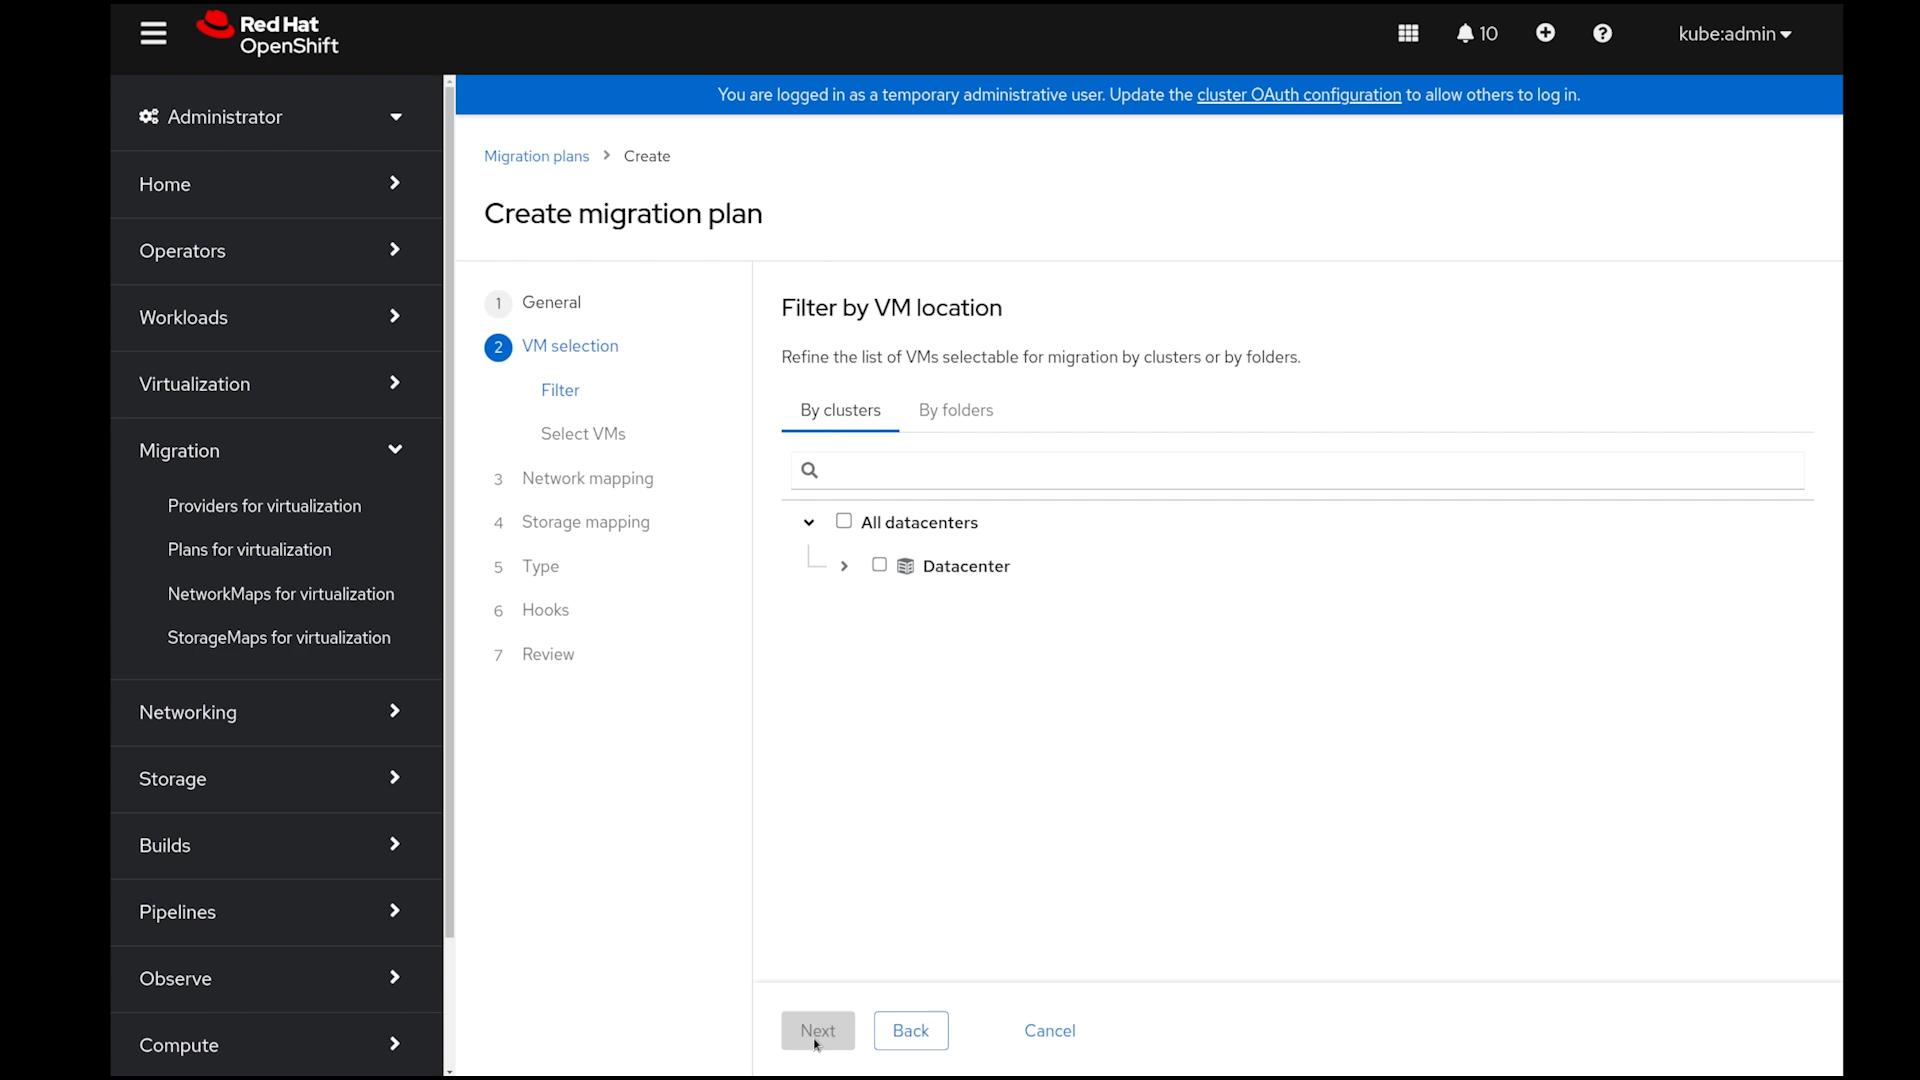 Red Hat
OpenShift
10
kube:admin
Administrator
Home
Operators
Workloads
Virtualization
Migration
Providers for virtualization
Plans for virtualization
NetworkMaps for virtualization
StorageMaps for virtualization
Networking
Storage
Builds
Pipelines
Observe
Compute
You are logged in as a temporary administrative user. Update the cluster OAuth configuration to allow others to log in.
Migration plans > Create
Create migration plan
1 General
2 VM selection
Filter
Select VMs
3 Network mapping
4 Storage mapping
5 Type
6 Hooks
7 Review
Filter by VM location
Refine the list of VMs selectable for migration by clusters or by folders.
By clusters By folders
All datacenters
Datacenter
Next Back Cancel